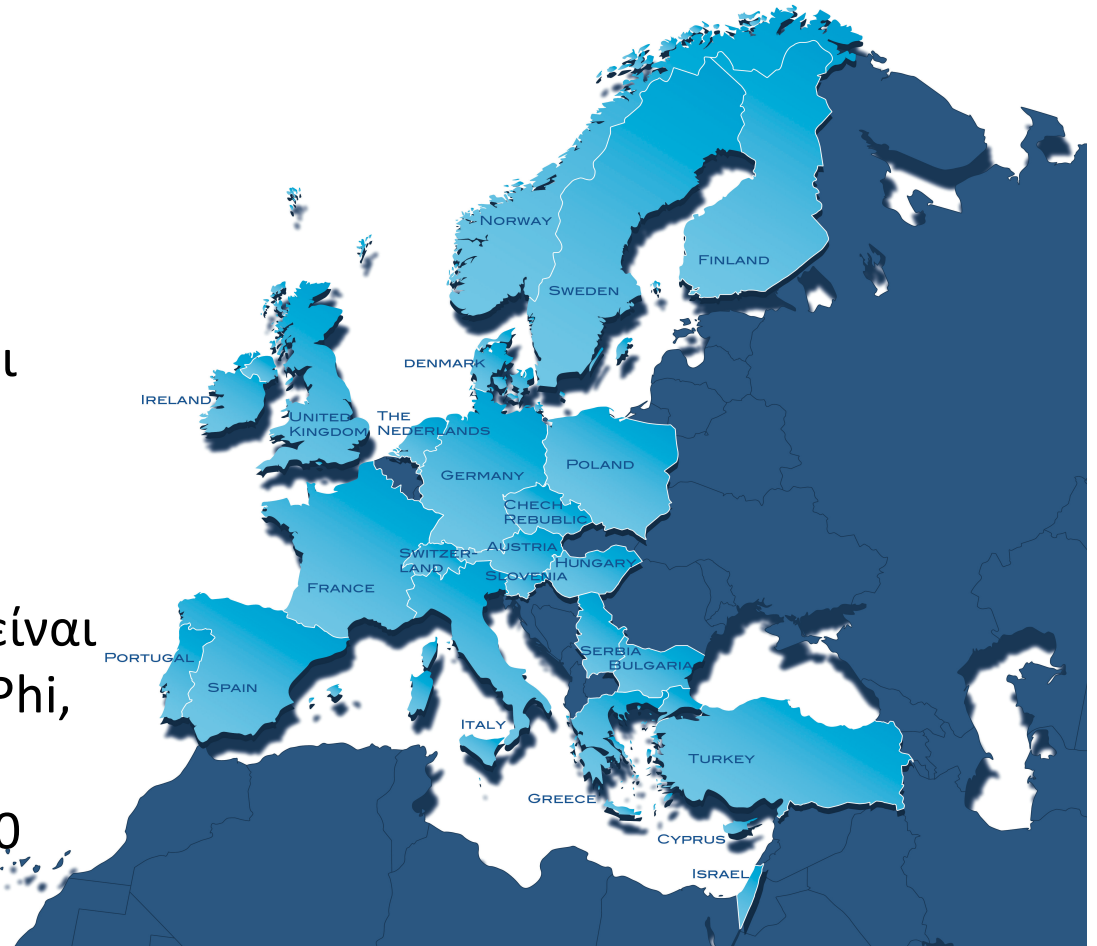 NORWAY
FINLAND
SWEDEN
DENMARK
IRELAND
UNITED
KINGDOM
THE
NEDERLANDS
GERMANY
POLAND
CHECH
REBUBLIC
AUSTRIA
SWITZER-
LAND
HUNGARY
SLOVENIA
FRANCE
SERBIA
BULGARIA
PORTUGAL
SPAIN
ITALY
TURKEY
GREECE
CYPRUS
ISRAEL
ι
είναι
Phi,
0